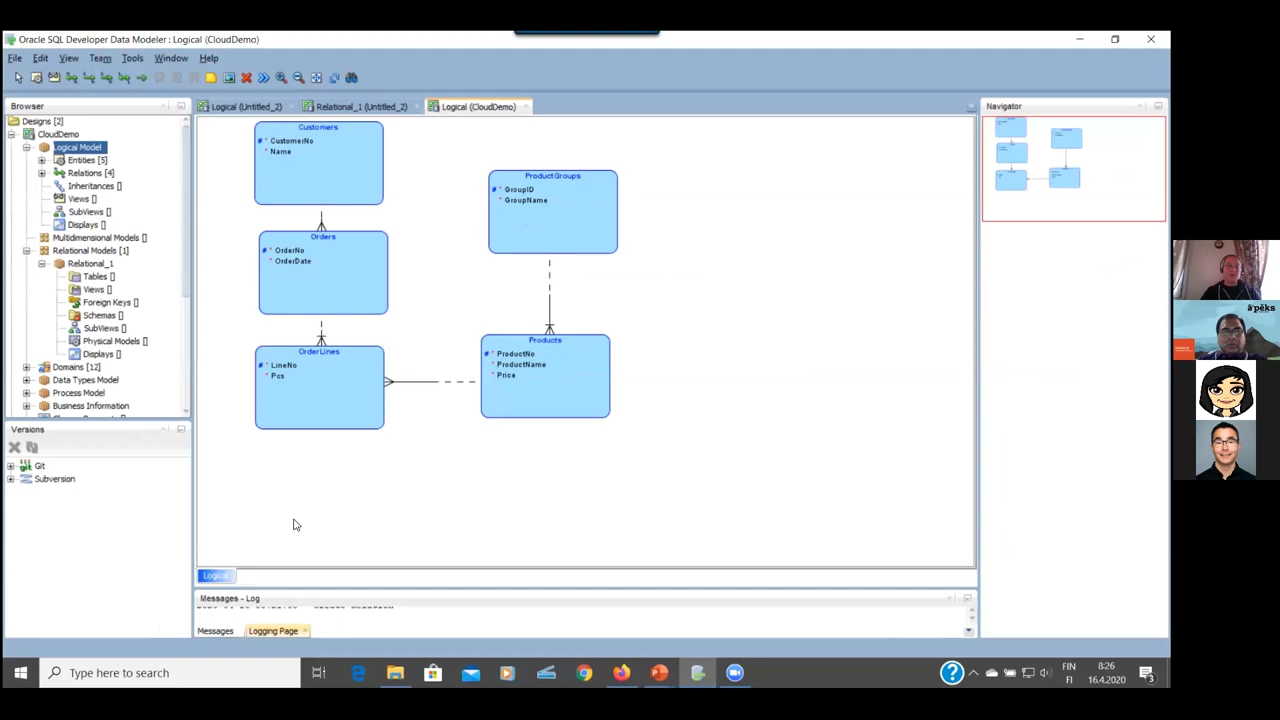 Oracle SQL Developer Data Modeler : Logical (CloudDemo)
File Edit View Team Tools Window Help
Browser
Designs [2]
CloudDemo
Logical Model
Entities [5]
Relations [4]
Inheritances []
Views []
SubViews []
Displays []
Multidimensional Models []
Relational Models [1]
Relational_1
Tables []
Views []
Foreign Keys []
Schemas []
SubViews []
Physical Models []
Displays []
Domains [12]
Data Types Model
Process Model
Business Information
Versions
Git
Subversion
Logical (Untitled_2) Relational_1 (Untitled_2) Logical (CloudDemo)
Customers
# * CustomerNo
* Name
Orders
# * OrderNo
* OrderDate
OrderLines
# * LineNo
* Pcs
ProductGroups
# * GroupID
* GroupName
Products
# * ProductNo
* ProductName
* Price
Logical
Messages - Log
Messages Logging Page
Navigator
äpěks
Type here to search
FIN
FI
8:26
16.4.2020
3